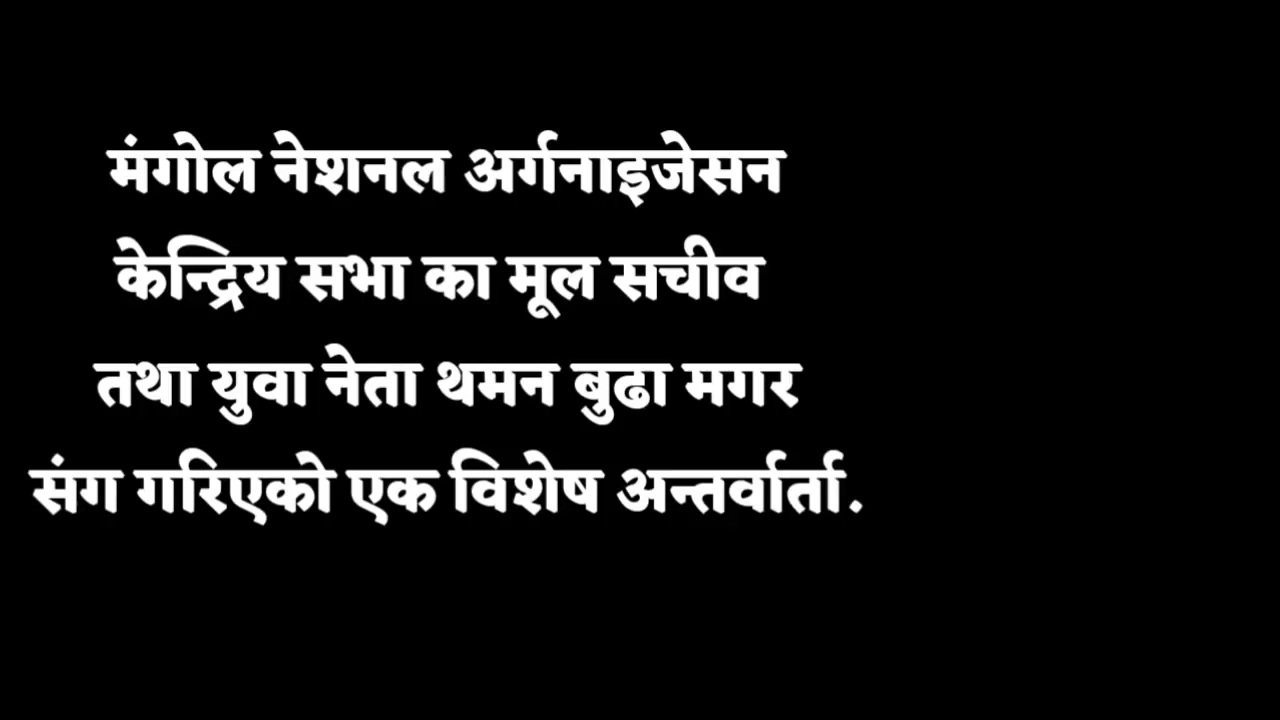 मंगोल नेशनल अर्गनाइजेसन
केन्द्रिय सभा का मूल सचीव
तथा युवा नेता थमन बुढा मगर
संग गरिएको एक विशेष अन्तर्वार्ता.